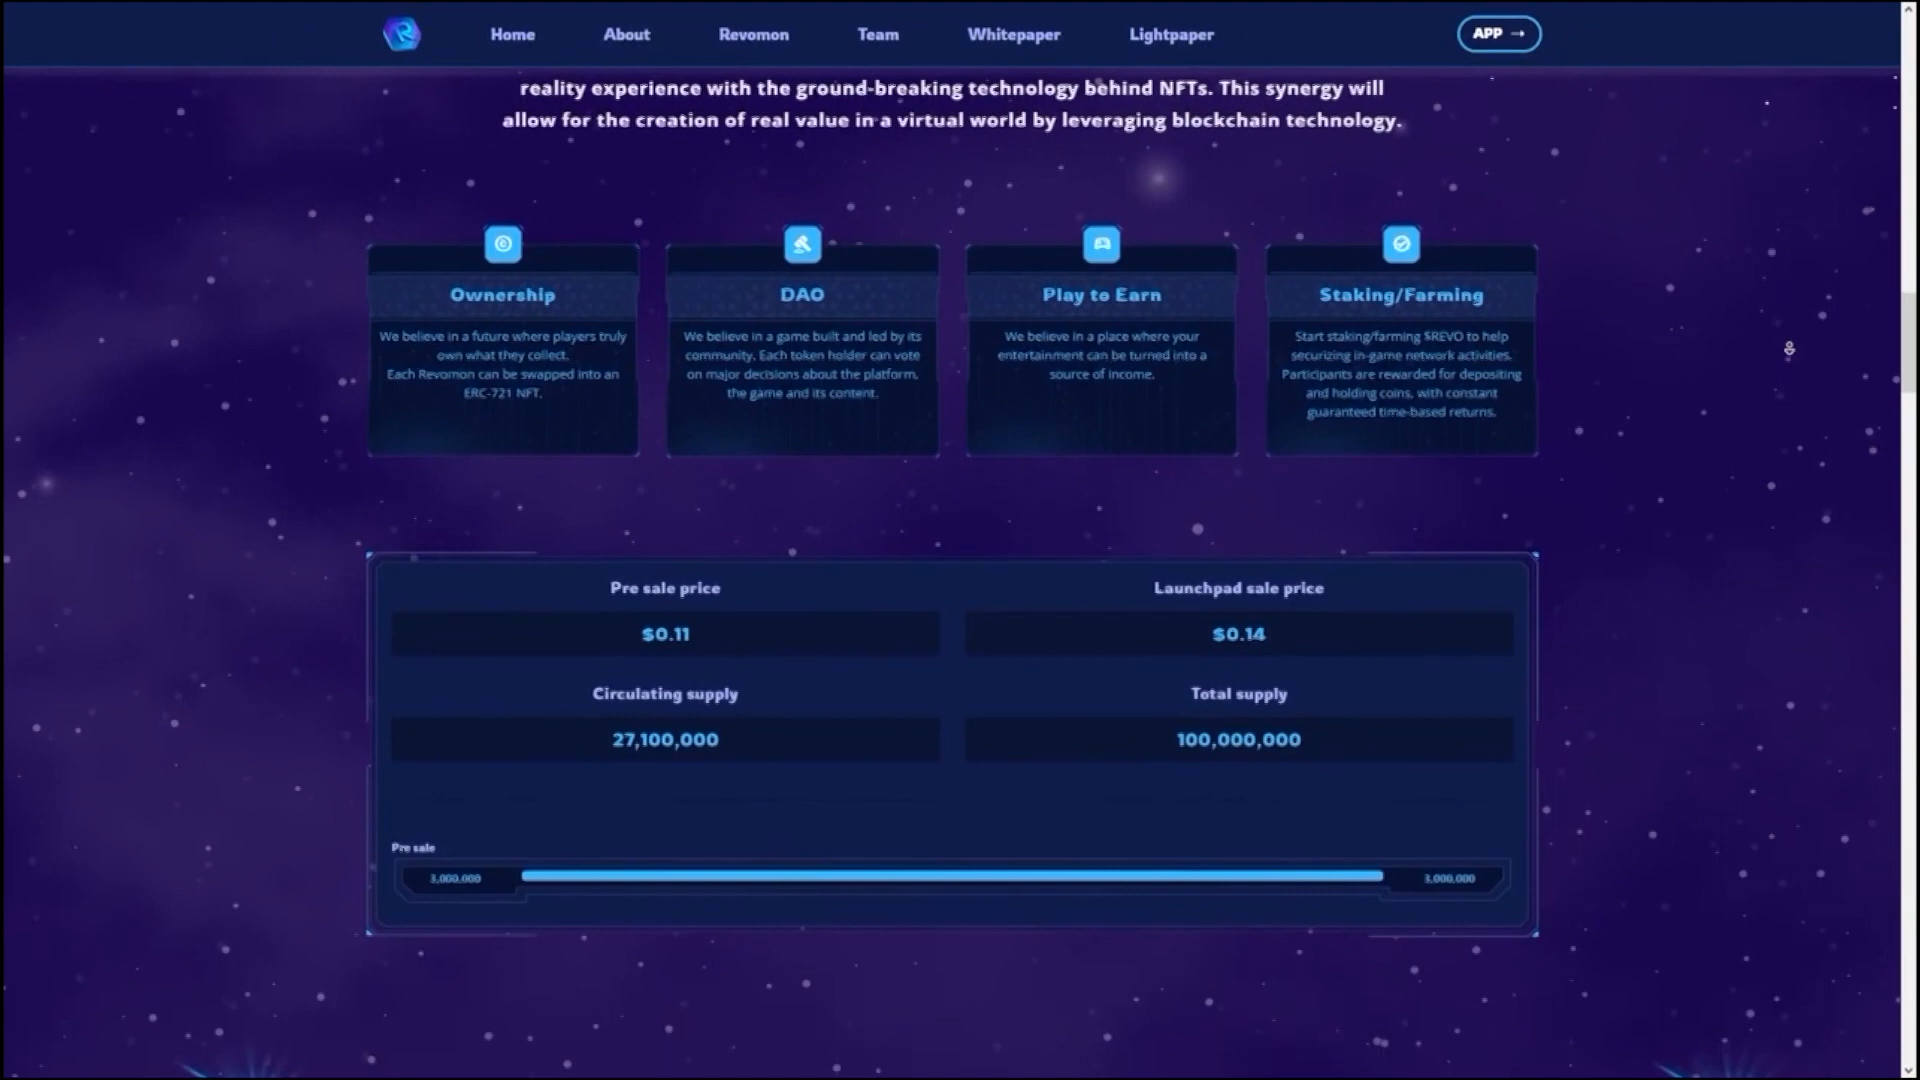 Home About Revomon Team Whitepaper Lightpaper APP →
reality experience with the ground-breaking technology behind NFTs. This synergy will
allow for the creation of real value in a virtual world by leveraging blockchain technology.
Ownership
We believe in a future where players truly
own what they collect.
Each Revomon can be swapped into an
ERC-721 NFT.
DAO
We believe in a game built and led by its
community. Each token holder can vote
on major decisions about the platform,
the game and its content.
Play to Earn
We believe in a place where your
entertainment can be turned into a
source of income.
Staking/Farming
Start staking/farming $REVO to help
securizing in-game network activities.
Participants are rewarded for depositing
and holding coins, with constant
guaranteed time-based returns.
Pre sale price
$0.11
Launchpad sale price
$0.14
Circulating supply
27,100,000
Total supply
100,000,000
Pre sale
3,000,000
3,000,000